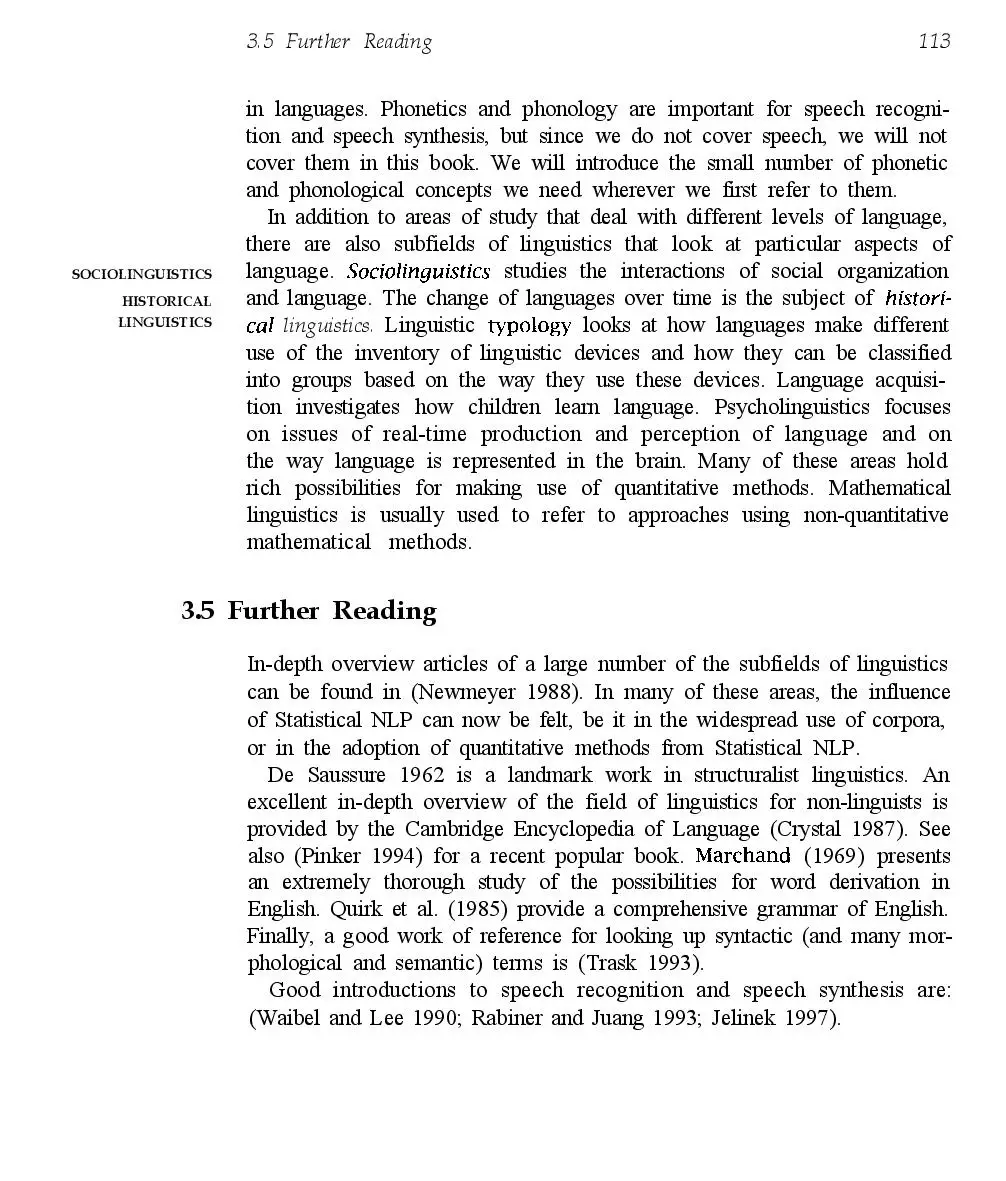 3.5 Further Reading 113
in languages. Phonetics and phonology are important for speech recogni-
tion and speech synthesis, but since we do not cover speech, we will not
cover them in this book. We will introduce the small number of phonetic
and phonological concepts we need wherever we first refer to them.
In addition to areas of study that deal with different levels of language,
there are also subfields of linguistics that look at particular aspects of
SOCIOLINGUISTICS language. Sociolinguistics studies the interactions of social organization
HISTORICAL and language. The change of languages over time is the subject of histori-
LINGUISTICS cal linguistics. Linguistic typology looks at how languages make different
use of the inventory of linguistic devices and how they can be classified
into groups based on the way they use these devices. Language acquisi-
tion investigates how children learn language. Psycholinguistics focuses
on issues of real-time production and perception of language and on
the way language is represented in the brain. Many of these areas hold
rich possibilities for making use of quantitative methods. Mathematical
linguistics is usually used to refer to approaches using non-quantitative
mathematical methods.
3.5 Further Reading
In-depth overview articles of a large number of the subfields of linguistics
can be found in (Newmeyer 1988). In many of these areas, the influence
of Statistical NLP can now be felt, be it in the widespread use of corpora,
or in the adoption of quantitative methods from Statistical NLP.
De Saussure 1962 is a landmark work in structuralist linguistics. An
excellent in-depth overview of the field of linguistics for non-linguists is
provided by the Cambridge Encyclopedia of Language (Crystal 1987). See
also (Pinker 1994) for a recent popular book. Marchand (1969) presents
an extremely thorough study of the possibilities for word derivation in
English. Quirk et al. (1985) provide a comprehensive grammar of English.
Finally, a good work of reference for looking up syntactic (and many mor-
phological and semantic) terms is (Trask 1993).
Good introductions to speech recognition and speech synthesis are:
(Waibel and Lee 1990; Rabiner and Juang 1993; Jelinek 1997).